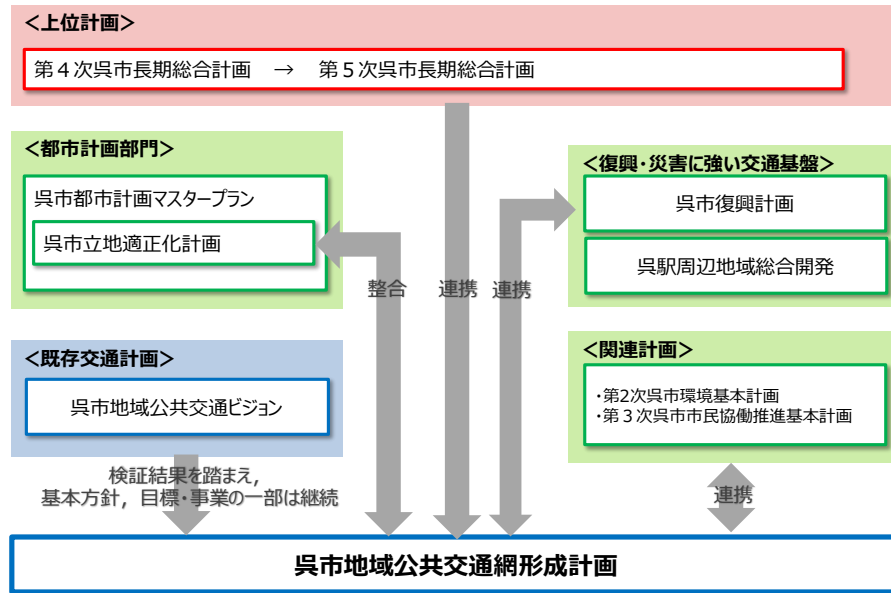 <上位計画>
第４次呉市長期総合計画　→　第５次呉市長期総合計画
<都市計画部門>
呉市都市計画マスタープラン
呉市立地適正化計画
<復興・災害に強い交通基盤>
呉市復興計画
呉駅周辺地域総合開発
整合
連携
連携
<既存交通計画>
呉市地域公共交通ビジョン
<関連計画>
・第2次呉市環境基本計画
・第３次呉市市民協働推進基本計画
検証結果を踏まえ，
基本方針，目標・事業の一部は継続
連携
呉市地域公共交通網形成計画